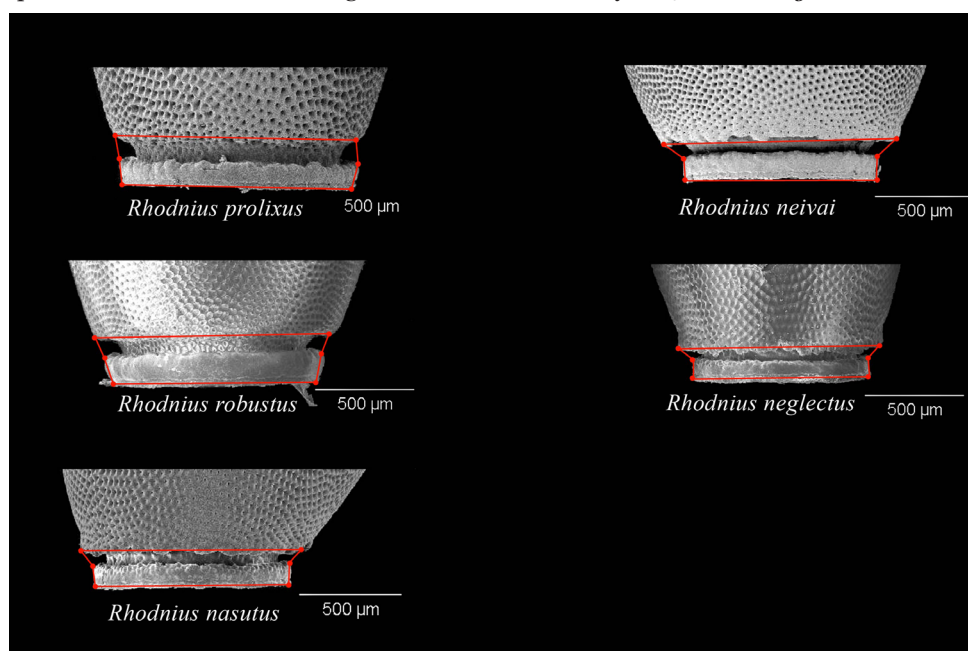 Rhodnius prolixus
500 µm
Rhodnius neivai
500 µm
Rhodnius robustus
500 µm
Rhodnius neglectus
500 µm
Rhodnius nasutus
500 µm